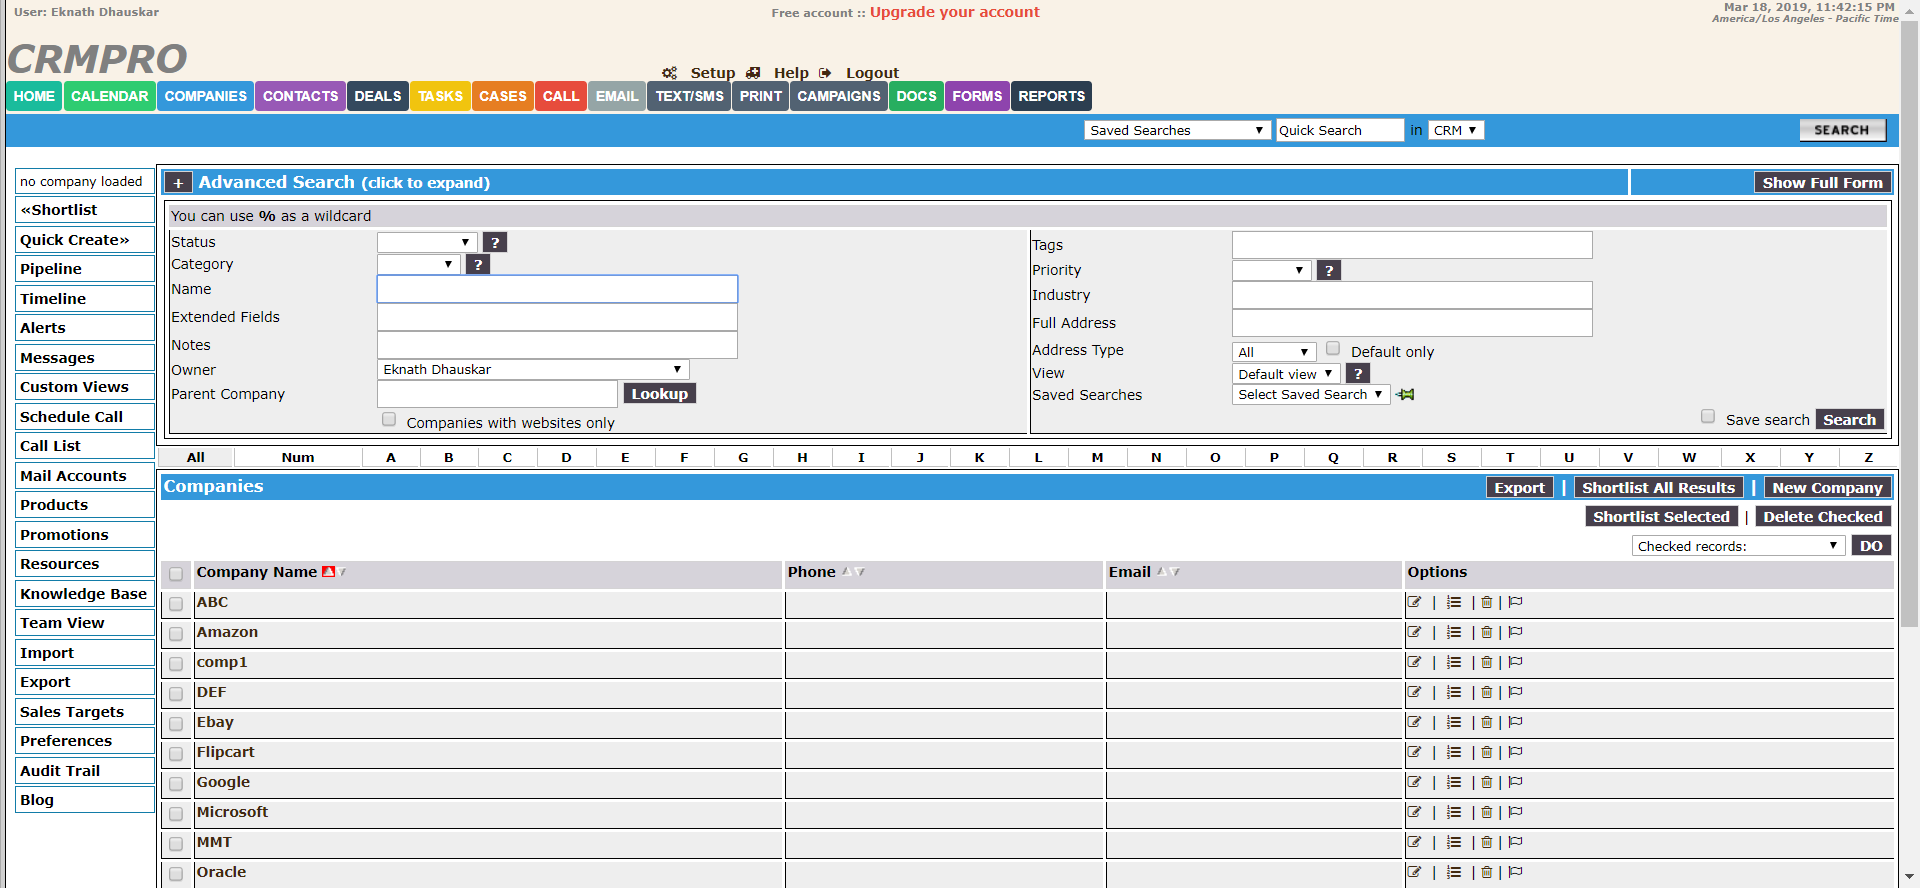 User: Eknath Dhauskar
Free account :: Upgrade your account
Mar 18, 2019, 11:42:15 PM
America/Los Angeles - Pacific Time
CRMPRO
Setup Help Logout
HOME CALENDAR COMPANIES CONTACTS DEALS TASKS CASES CALL EMAIL TEXT/SMS PRINT CAMPAIGNS DOCS FORMS REPORTS
Saved Searches Quick Search in CRM SEARCH
no company loaded
«Shortlist
Quick Create»
Pipeline
Timeline
Alerts
Messages
Custom Views
Schedule Call
Call List
Mail Accounts
Products
Promotions
Resources
Knowledge Base
Team View
Import
Export
Sales Targets
Preferences
Audit Trail
Blog
+ Advanced Search (click to expand) Show Full Form
You can use % as a wildcard
Status ?
Category ?
Name
Extended Fields
Notes
Owner Eknath Dhauskar
Parent Company Lookup
Companies with websites only
Tags
Priority ?
Industry
Full Address
Address Type All Default only
View Default view ?
Saved Searches Select Saved Search
Save search Search
All Num A B C D E F G H I J K L M N O P Q R S T U V W X Y Z
Companies Export | Shortlist All Results | New Company
Shortlist Selected | Delete Checked
Checked records: DO
Company Name Phone Email Options
ABC | | |
Amazon | | |
comp1 | | |
DEF | | |
Ebay | | |
Flipcart | | |
Google | | |
Microsoft | | |
MMT | | |
Oracle | | |